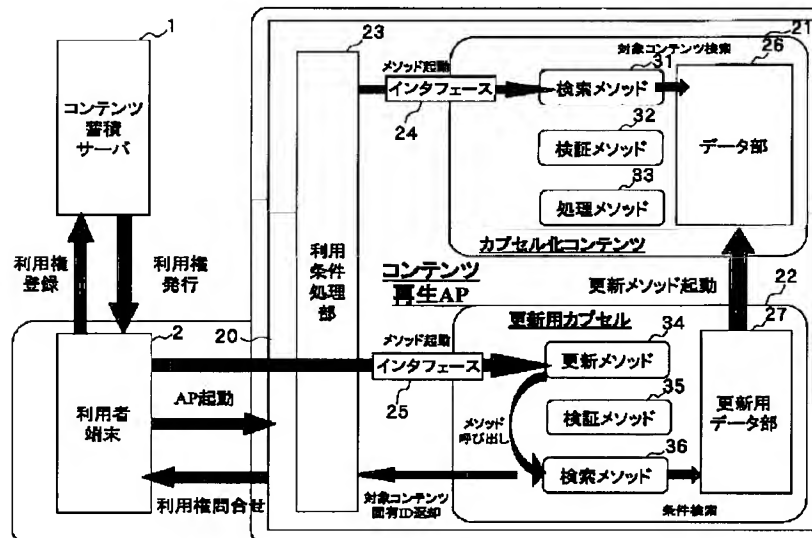 1
コンテンツ
蓄積
サーバ
利用権
登録
利用権
発行
2
利用者
端末
AP起動
利用権問合せ
20
23
利用
条件
処理
部
メソッド起動
インタフェース
24
コンテンツ
再生AP
21
対象コンテンツ検索
31
検索メソッド
32
検証メソッド
33
処理メソッド
26
データ部
カプセル化コンテンツ
更新メソッド起動
22
更新用カプセル
メソッド起動
インタフェース
25
34
更新メソッド
35
検証メソッド
メソッド
呼び出し
36
検索メソッド
27
更新用
データ部
条件検索
対象コンテンツ
固有ID返却